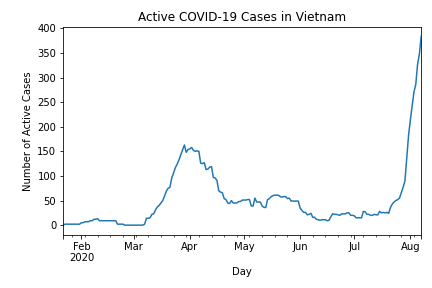 Active COVID-19 Cases in Vietnam
Number of Active Cases
400
350
300
250
200
150
100
50
0
Feb Mar Apr May Jun Jul Aug
2020
Day